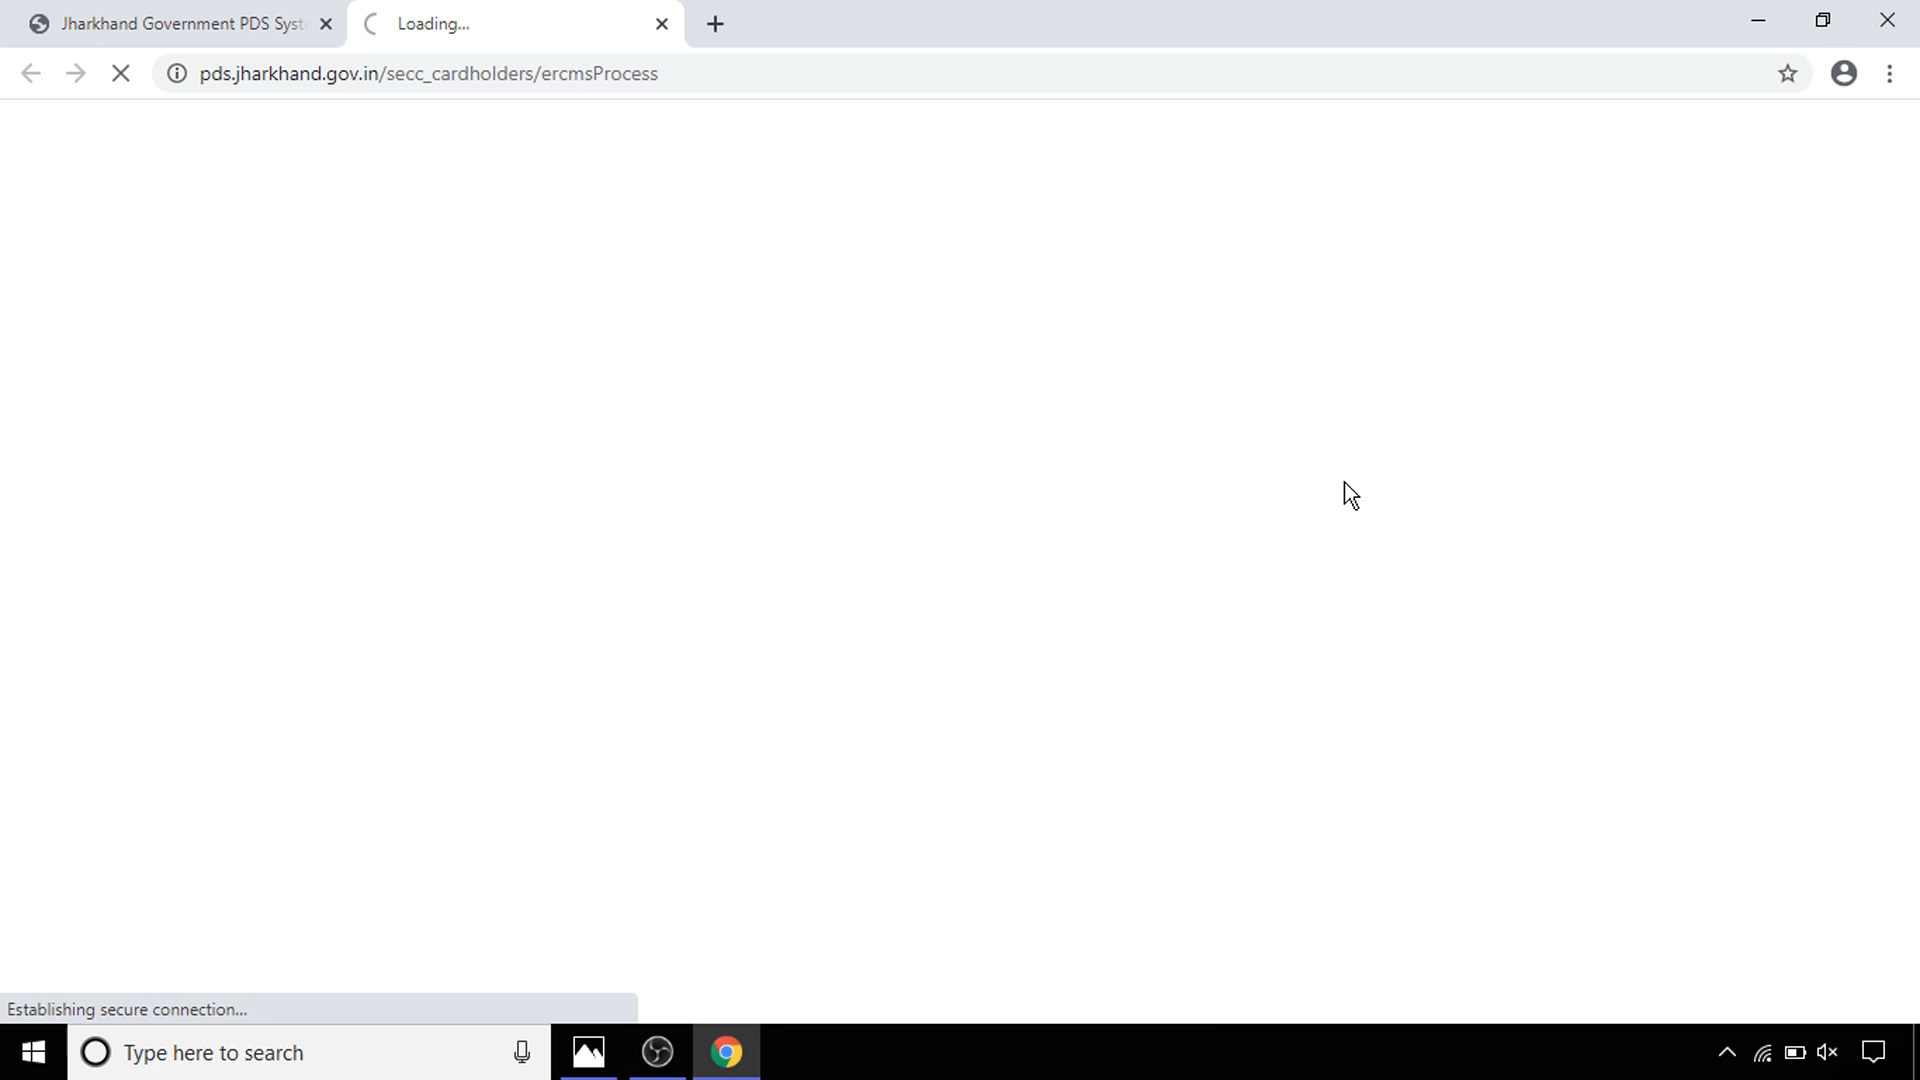 Jharkhand Government PDS Syst
Loading...
pds.jharkhand.gov.in/secc_cardholders/ercmsProcess
Establishing secure connection...
Type here to search